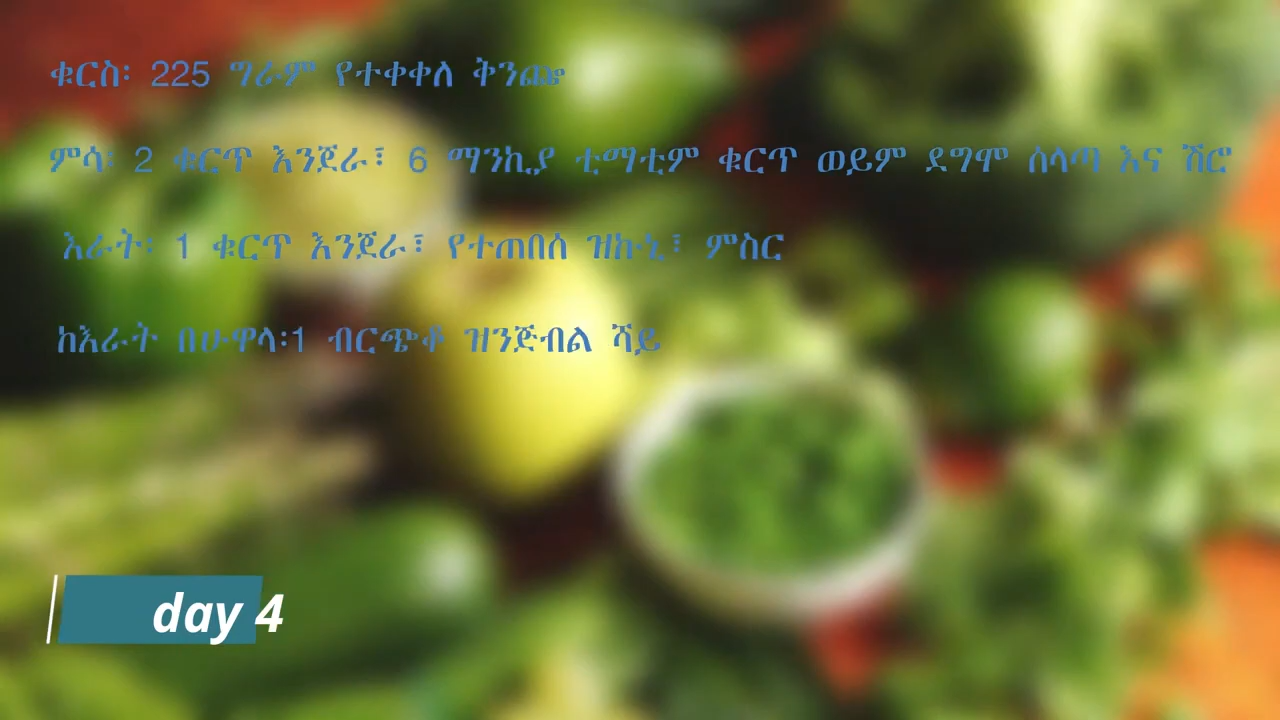 ቁርስ፡ 225 ግራም የተቀቀለ ቅንጬ
ምሳ፡ 2 ቁርጥ እንጀራ፣ 6 ማንኪያ ቲማቲም ቁርጥ ወይም ደግሞ ሰላጣ እና ሽሮ
እራት፡ 1 ቁርጥ እንጀራ፣ የተጠበሰ ዝኩኒ፣ ምስር
ከእራት በሁዋላ፡1 ብርጭቆ ዝንጅብል ሻይ
day 4